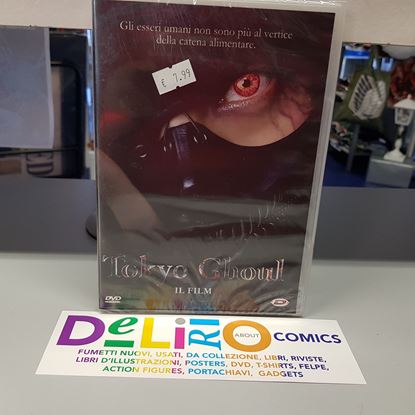 Gli esseri umani non sono più al vertice
della catena alimentare.
€ 7,99
Tokyo Ghoul
IL FILM
DVD
DELIRIO ABOUT COMICS
FUMETTI NUOVI, USATI, DA COLLEZIONE, LIBRI, RIVISTE,
LIBRI D'ILLUSTRAZIONI, POSTERS, DVD, T-SHIRTS, FELPE,
ACTION FIGURES, PORTACHIAVI, GADGETS